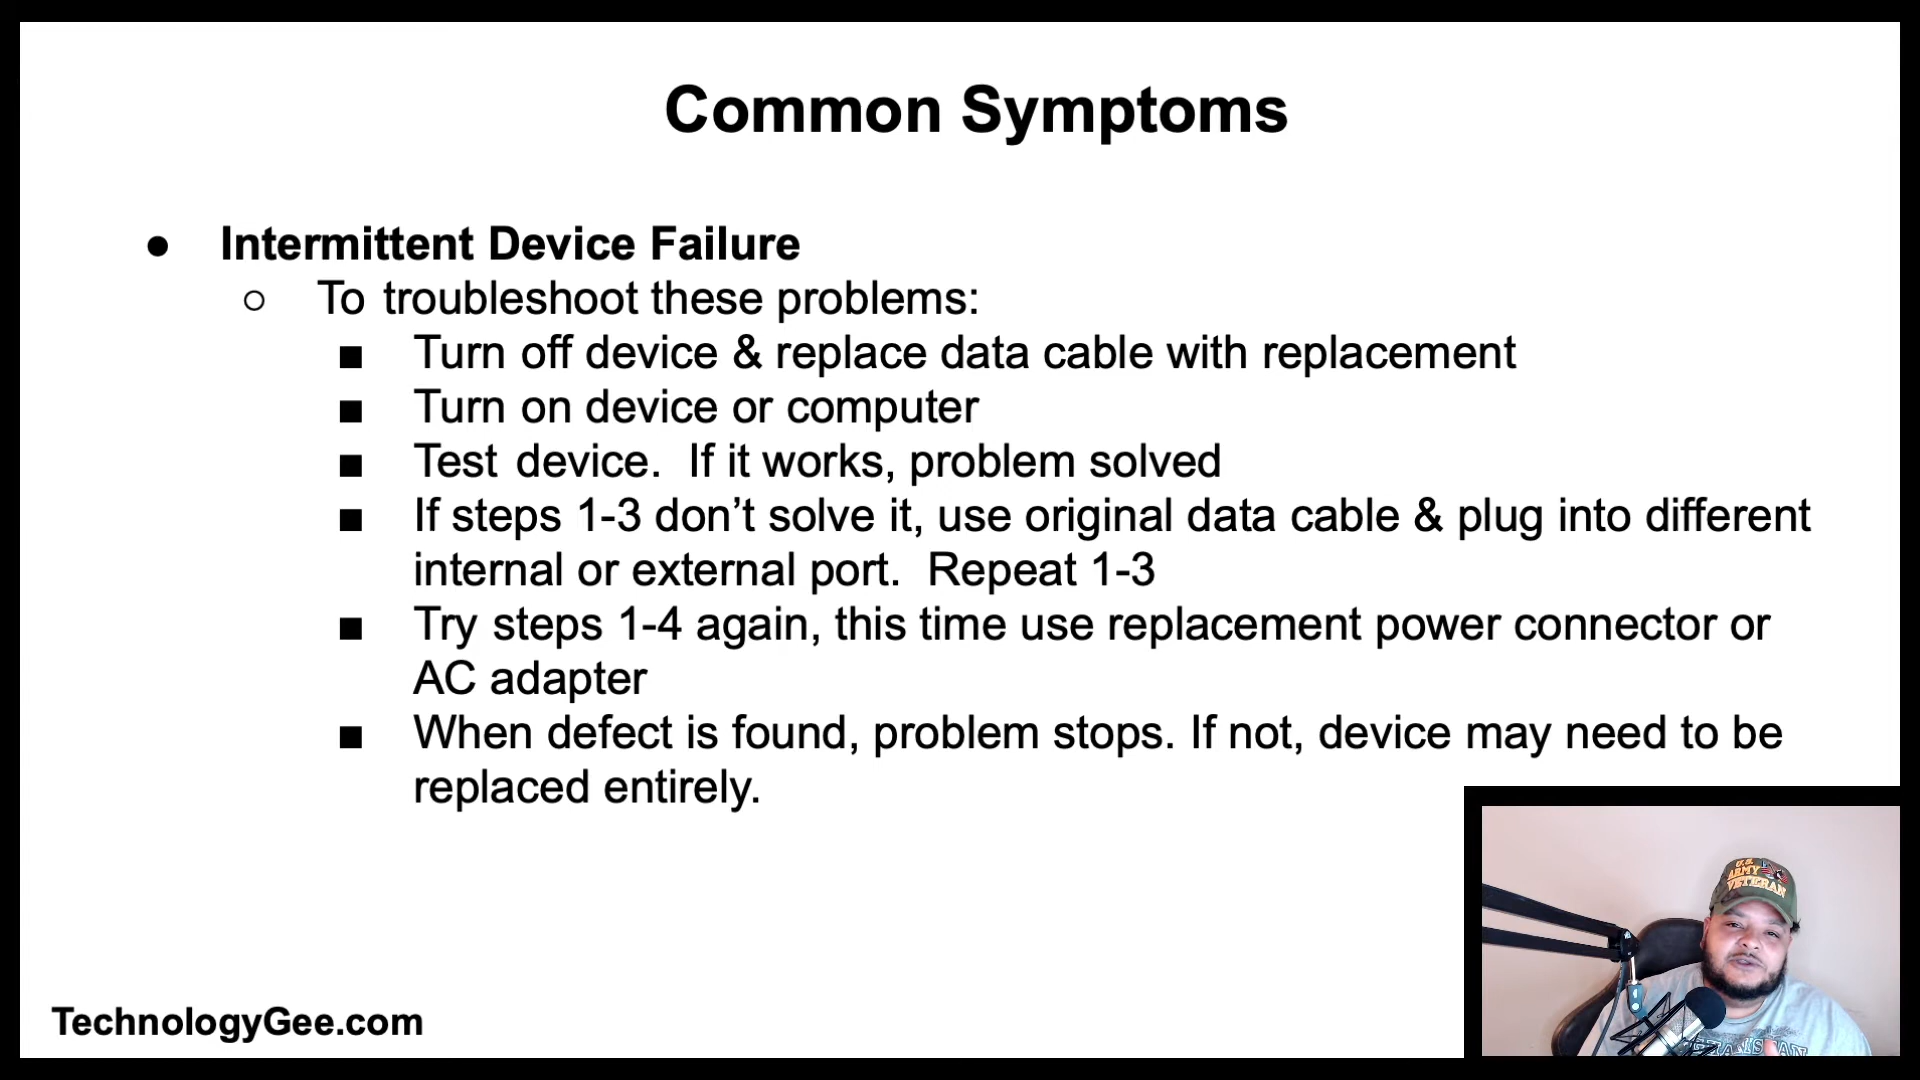 Common Symptoms
● Intermittent Device Failure
○ To troubleshoot these problems:
■ Turn off device & replace data cable with replacement
■ Turn on device or computer
■ Test device. If it works, problem solved
■ If steps 1-3 don’t solve it, use original data cable & plug into different
internal or external port. Repeat 1-3
■ Try steps 1-4 again, this time use replacement power connector or
AC adapter
■ When defect is found, problem stops. If not, device may need to be
replaced entirely.
U.S.
ARMY
VETERAN
TechnologyGee.com